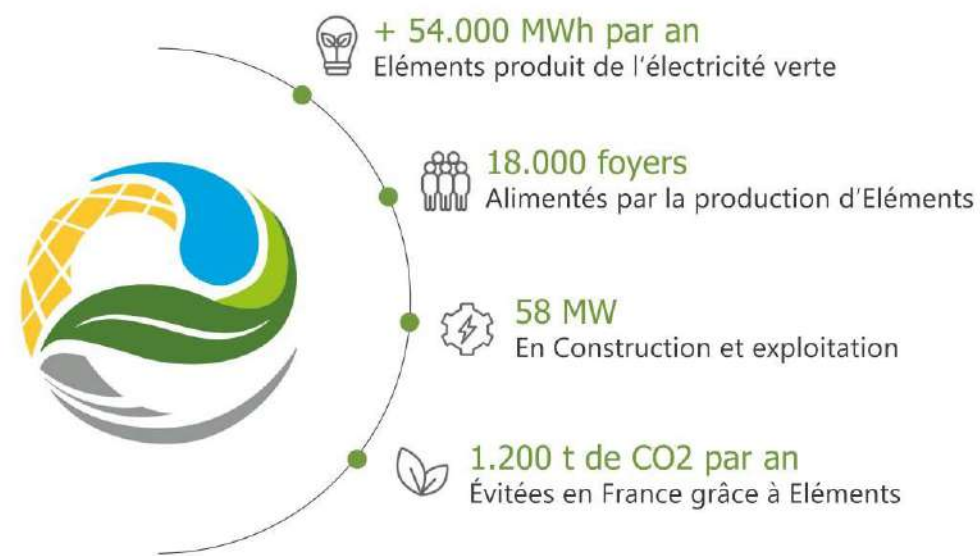 + 54.000 MWh par an
Eléments produit de l'électricité verte
18.000 foyers
Alimentés par la production d'Eléments
58 MW
En Construction et exploitation
1.200 t de CO2 par an
Évitées en France grâce à Eléments